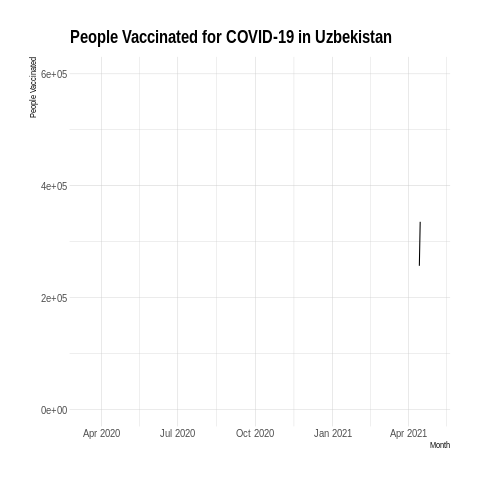 People Vaccinated for COVID-19 in Uzbekistan
People Vaccinated
6e+05
4e+05
2e+05
0e+00
Apr 2020 Jul 2020 Oct 2020 Jan 2021 Apr 2021
Month